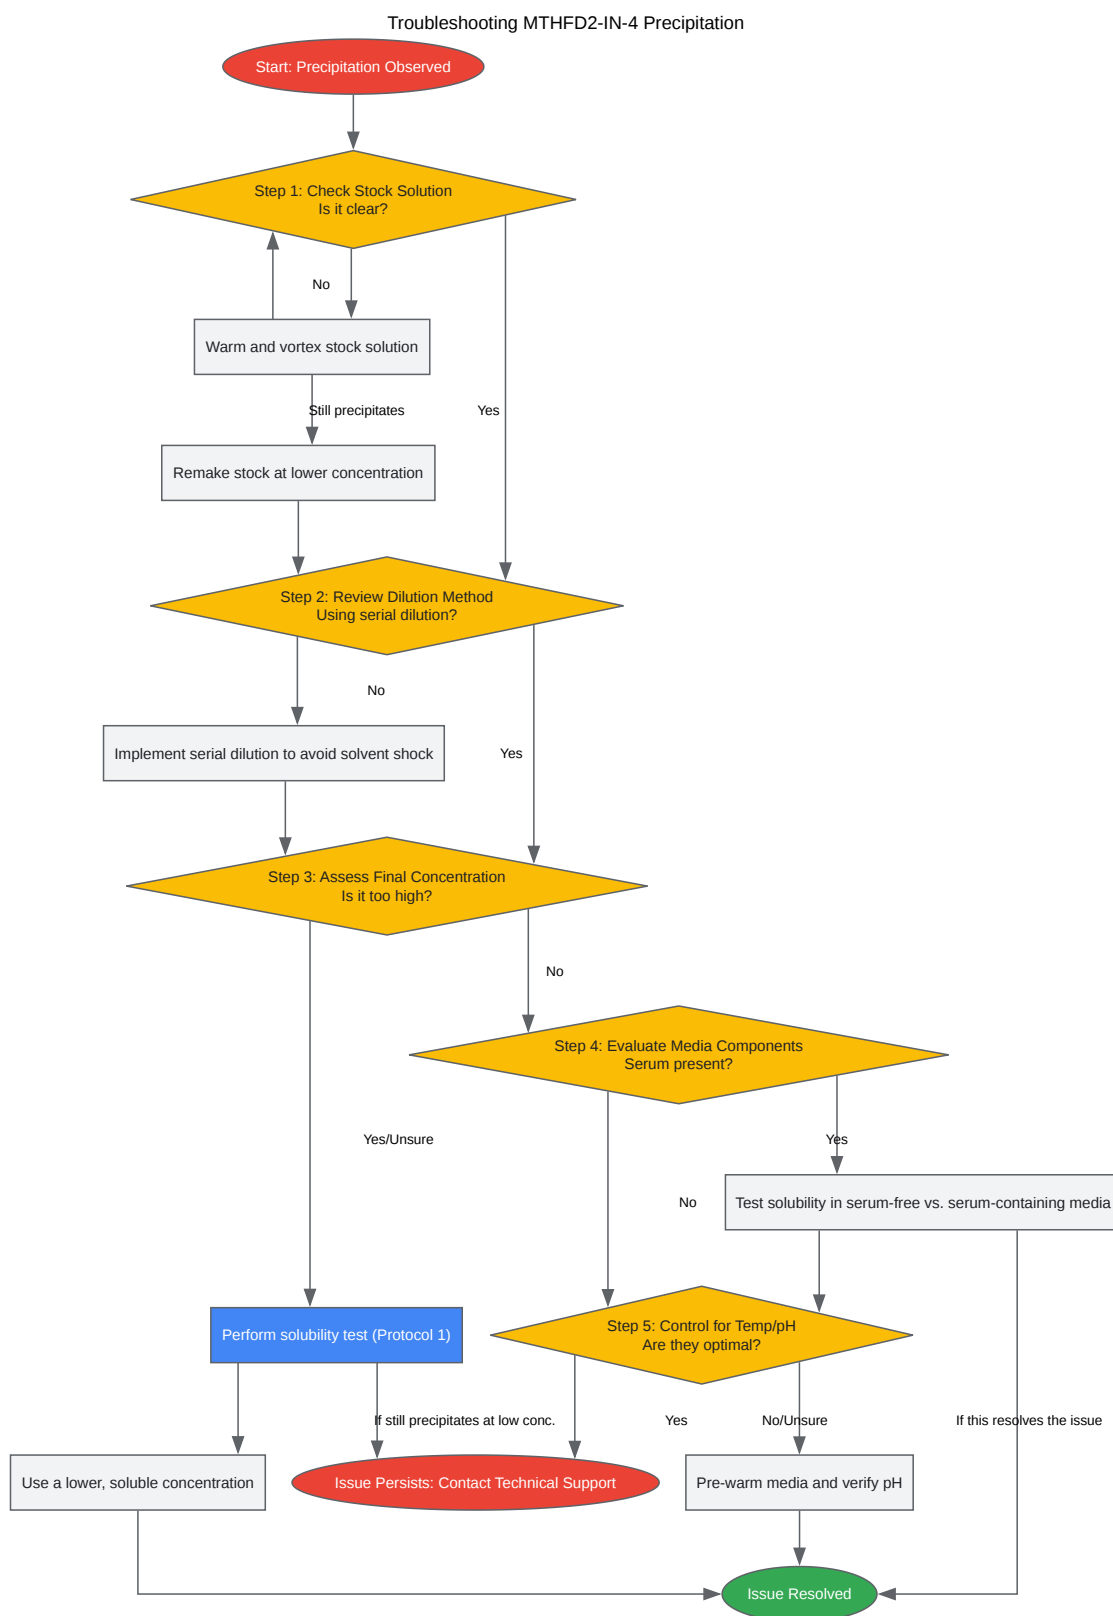 Troubleshooting MTHFD2-IN-4 Precipitation
Start: Precipitation Observed
Step 1: Check Stock Solution
Is it clear?
No
Warm and vortex stock solution
Still precipitates
Yes
Remake stock at lower concentration
Step 2: Review Dilution Method
Using serial dilution?
No
Implement serial dilution to avoid solvent shock
Yes
Step 3: Assess Final Concentration
Is it too high?
No
Step 4: Evaluate Media Components
Serum present?
Yes/Unsure
Yes
No
Test solubility in serum-free vs. serum-containing media
Perform solubility test (Protocol 1)
Step 5: Control for Temp/pH
Are they optimal?
If still precipitates at low conc.
Yes
No/Unsure
If this resolves the issue
Use a lower, soluble concentration
Issue Persists: Contact Technical Support
Pre-warm media and verify pH
Issue Resolved